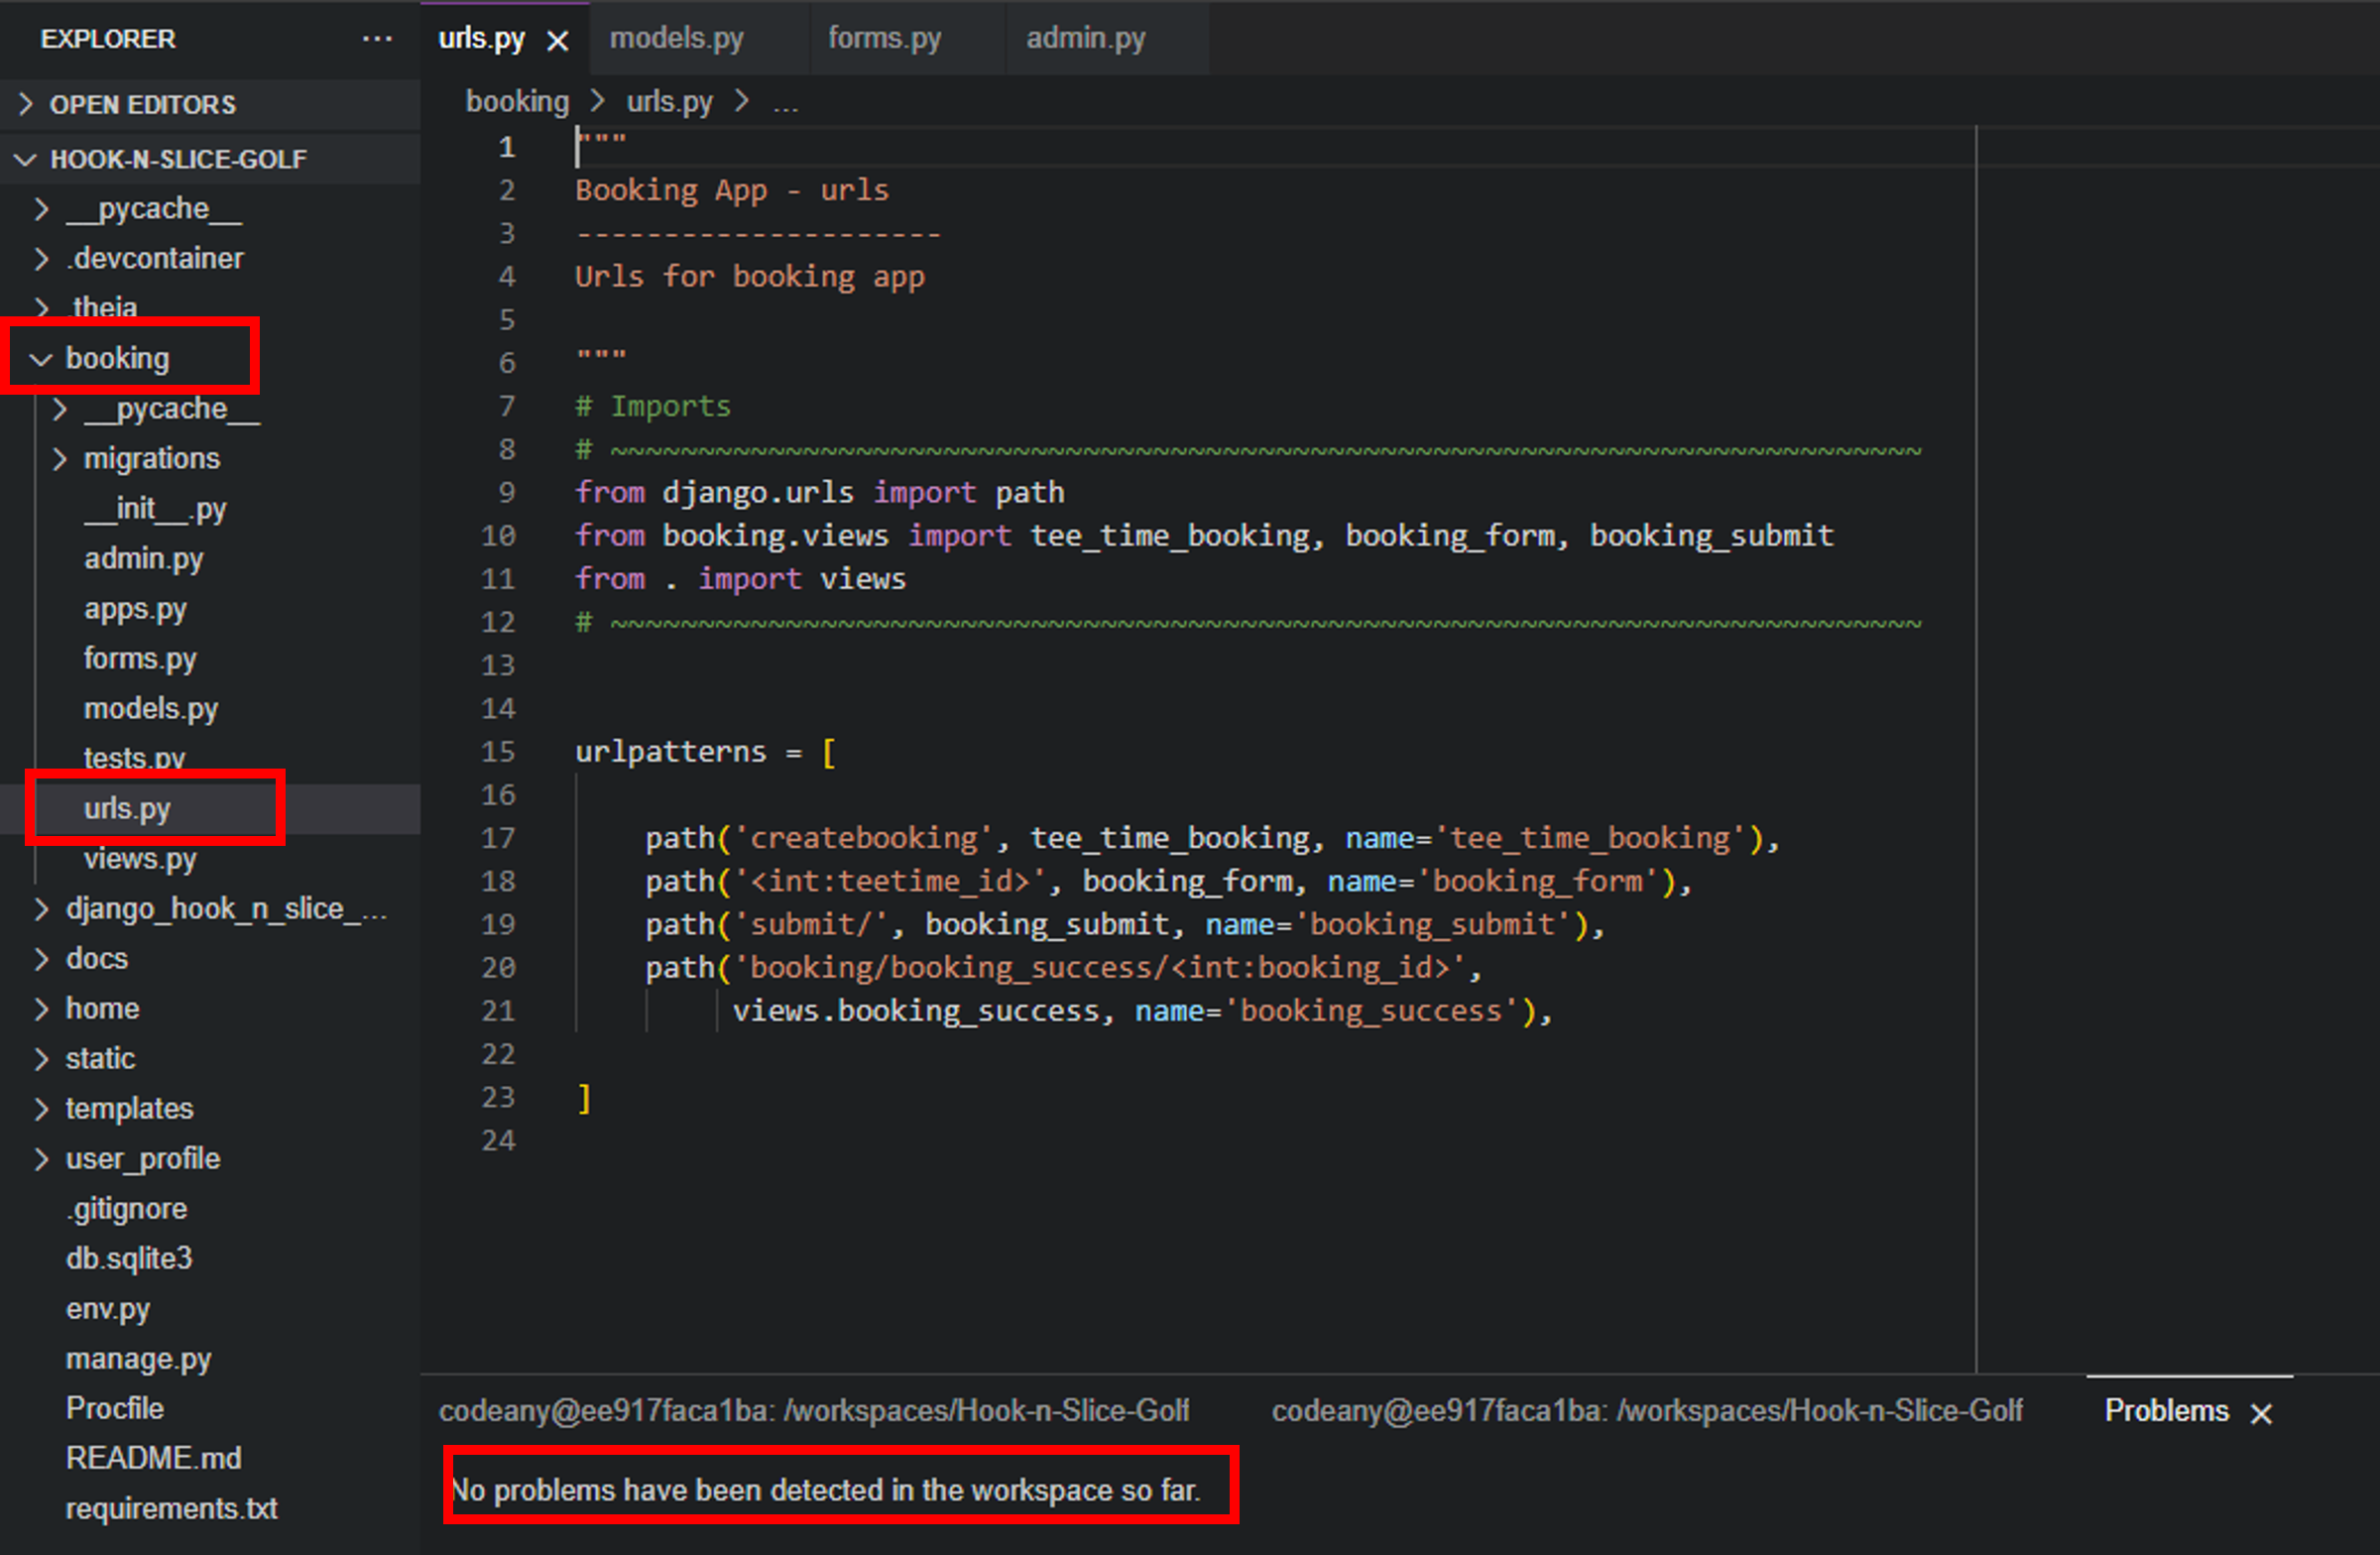 EXPLORER ...
OPEN EDITORS
HOOK-N-SLICE-GOLF
__pycache__
.devcontainer
.theia
booking
__pycache__
migrations
__init__.py
admin.py
apps.py
forms.py
models.py
tests.py
urls.py
views.py
django_hook_n_slice_...
docs
home
static
templates
user_profile
.gitignore
db.sqlite3
env.py
manage.py
Procfile
README.md
requirements.txt
urls.py models.py forms.py admin.py
booking > urls.py > ...
1 """
2 Booking App - urls
3 ---------------------
4 Urls for booking app
5
6 """
7 # Imports
8 # ~~~~~~~~~~~~~~~~~~~~~~~~~~~~~~~~~~~~~~~~~~~~~~~~~~~~~~~~~~~~~~~~~~~~~~~~~~~
9 from django.urls import path
10 from booking.views import tee_time_booking, booking_form, booking_submit
11 from . import views
12 # ~~~~~~~~~~~~~~~~~~~~~~~~~~~~~~~~~~~~~~~~~~~~~~~~~~~~~~~~~~~~~~~~~~~~~~~~~~~
13
14
15 urlpatterns = [
16
17     path('createbooking', tee_time_booking, name='tee_time_booking'),
18     path('<int:teetime_id>', booking_form, name='booking_form'),
19     path('submit/', booking_submit, name='booking_submit'),
20     path('booking/booking_success/<int:booking_id>',
21          views.booking_success, name='booking_success'),
22
23 ]
24
codeany@ee917faca1ba: /workspaces/Hook-n-Slice-Golf codeany@ee917faca1ba: /workspaces/Hook-n-Slice-Golf Problems
No problems have been detected in the workspace so far.